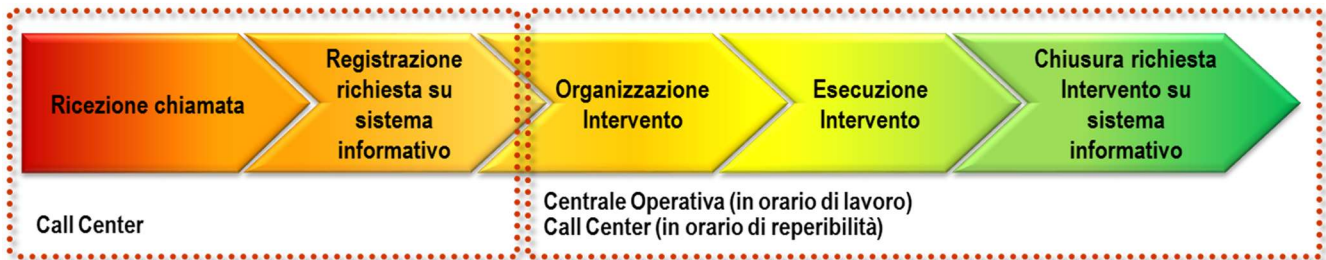 Ricezione chiamata
Registrazione
richiesta su
sistema
informativo
Organizzazione
Intervento
Esecuzione
Intervento
Chiusura richiesta
Intervento su
sistema
informativo
Call Center
Centrale Operativa (in orario di lavoro)
Call Center (in orario di reperibilità)